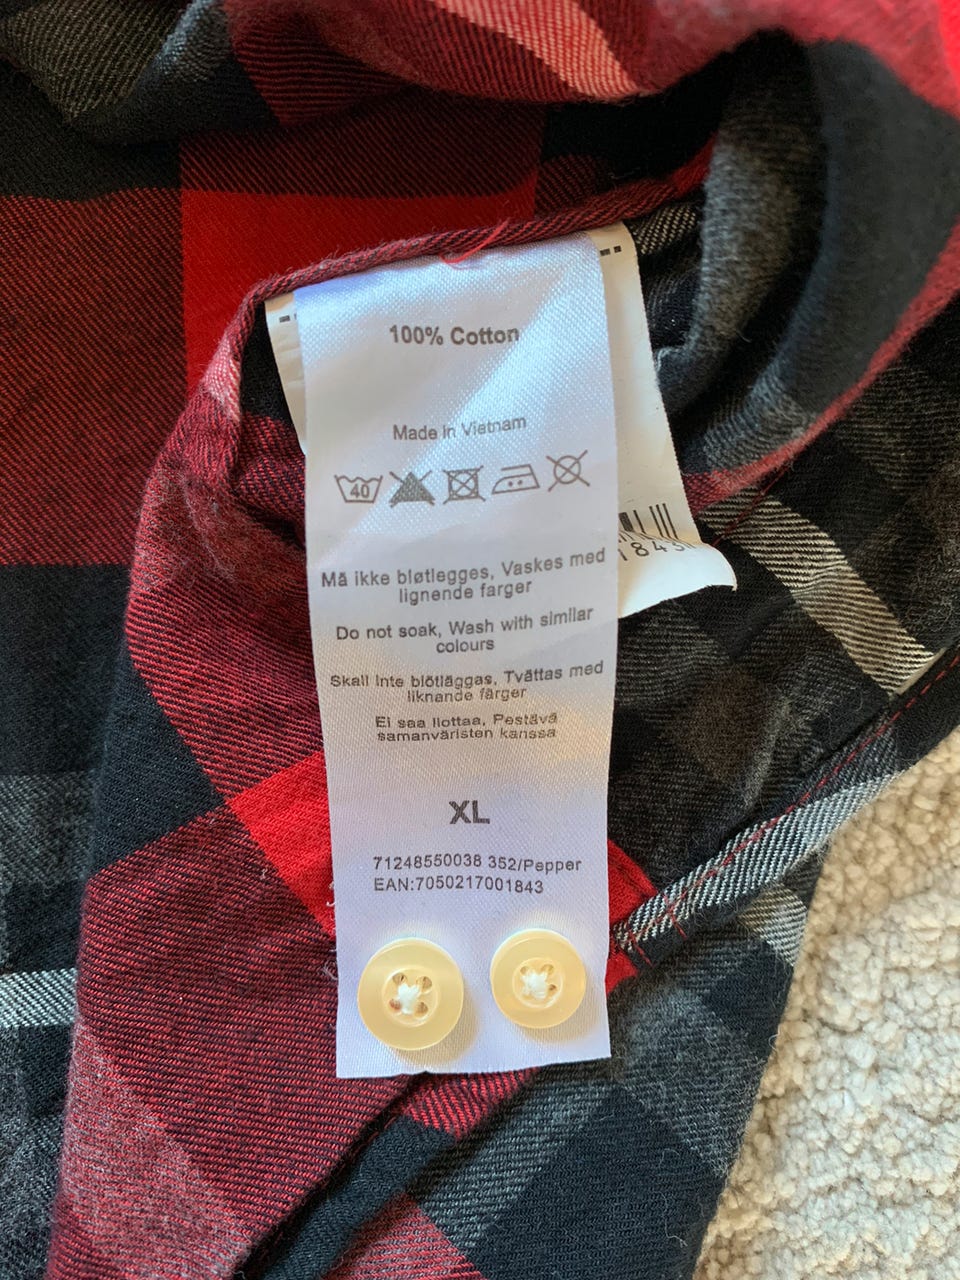 100% Cotton
Made in Vietnam
40
Må ikke bløtlegges, Vaskes med
lignende farger
Do not soak, Wash with similar
colours
Skall inte blötläggas, Tvättas med
liknande färger
Ei saa liottaa, Pestävä
samanväristen kanssa
XL
71248550038 352/Pepper
EAN:7050217001843
1843